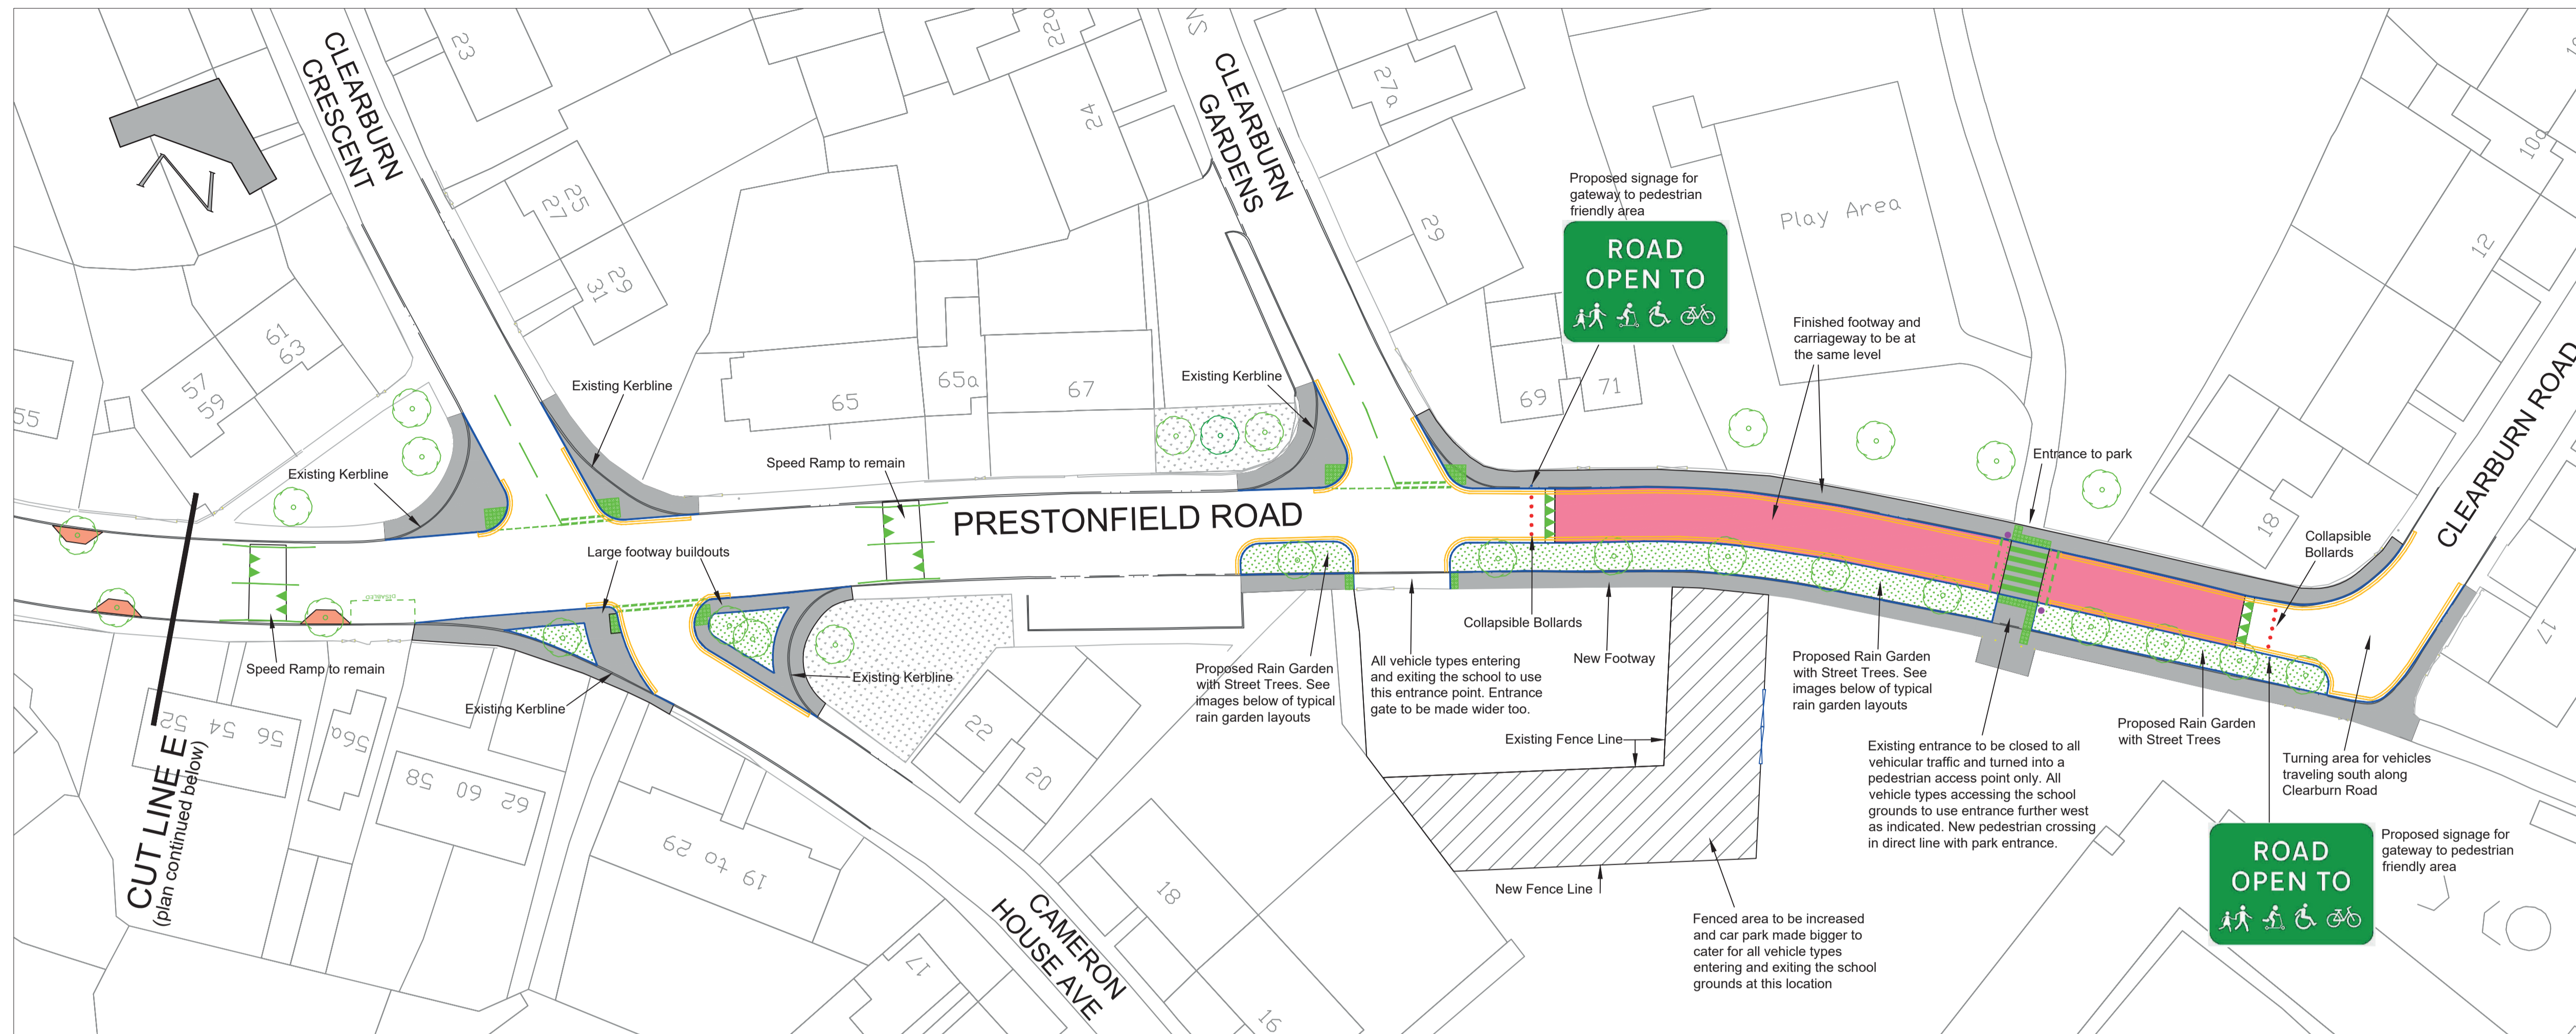 CLEARBURN
CRESCENT
23
22a
24
CLEARBURN
GARDENS
27a
29
Play Area
10a
12
Proposed signage for
gateway to pedestrian
friendly area
ROAD
OPEN TO
25
27
29
31
61
63
57
59
55
Existing Kerbline
Existing Kerbline
Existing Kerbline
65
65a
67
69
71
Finished footway and
carriageway to be at
the same level
Entrance to park
18
Collapsible
Bollards
CLEARBURN ROAD
17
Speed Ramp to remain
PRESTONFIELD ROAD
Large footway buildouts
DISABLED
Speed Ramp to remain
Existing Kerbline
Existing Kerbline
Collapsible Bollards
Proposed Rain Garden
with Street Trees. See
images below of typical
rain garden layouts
All vehicle types entering
and exiting the school to use
this entrance point. Entrance
gate to be made wider too.
New Footway
Proposed Rain Garden
with Street Trees. See
images below of typical
rain garden layouts
Existing Fence Line
Existing entrance to be closed to all
vehicular traffic and turned into a
pedestrian access point only. All
vehicle types accessing the school
grounds to use entrance further west
as indicated. New pedestrian crossing
in direct line with park entrance.
Proposed Rain Garden
with Street Trees
Turning area for vehicles
traveling south along
Clearburn Road
Proposed signage for
gateway to pedestrian
friendly area
ROAD
OPEN TO
52
54
56
56a
58
60
62
22
20
19 to 29
18
17
16
CUT LINE E
(plan continued below)
CAMERON
HOUSE AVE
New Fence Line
Fenced area to be increased
and car park made bigger to
cater for all vehicle types
entering and exiting the school
grounds at this location